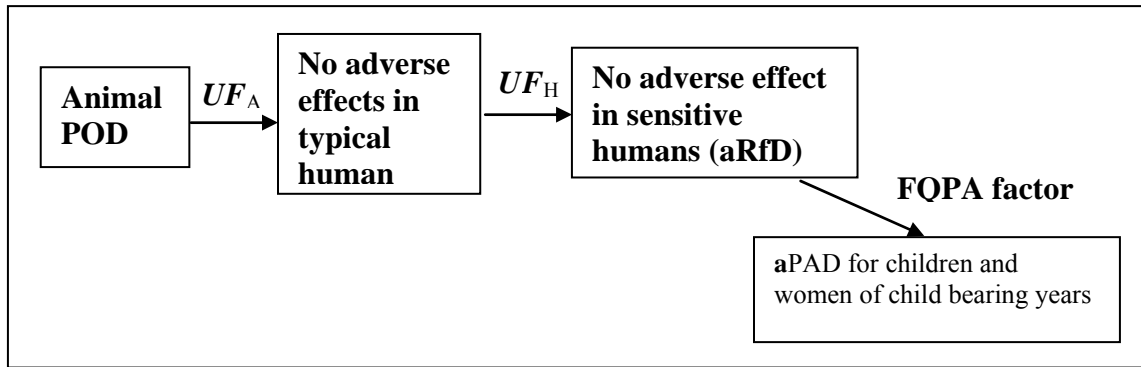 Animal
POD
UFA
No adverse
effects in
typical
human
UFH
No adverse effect
in sensitive
humans (aRfD)
FQPA factor
aPAD for children and
women of child bearing years